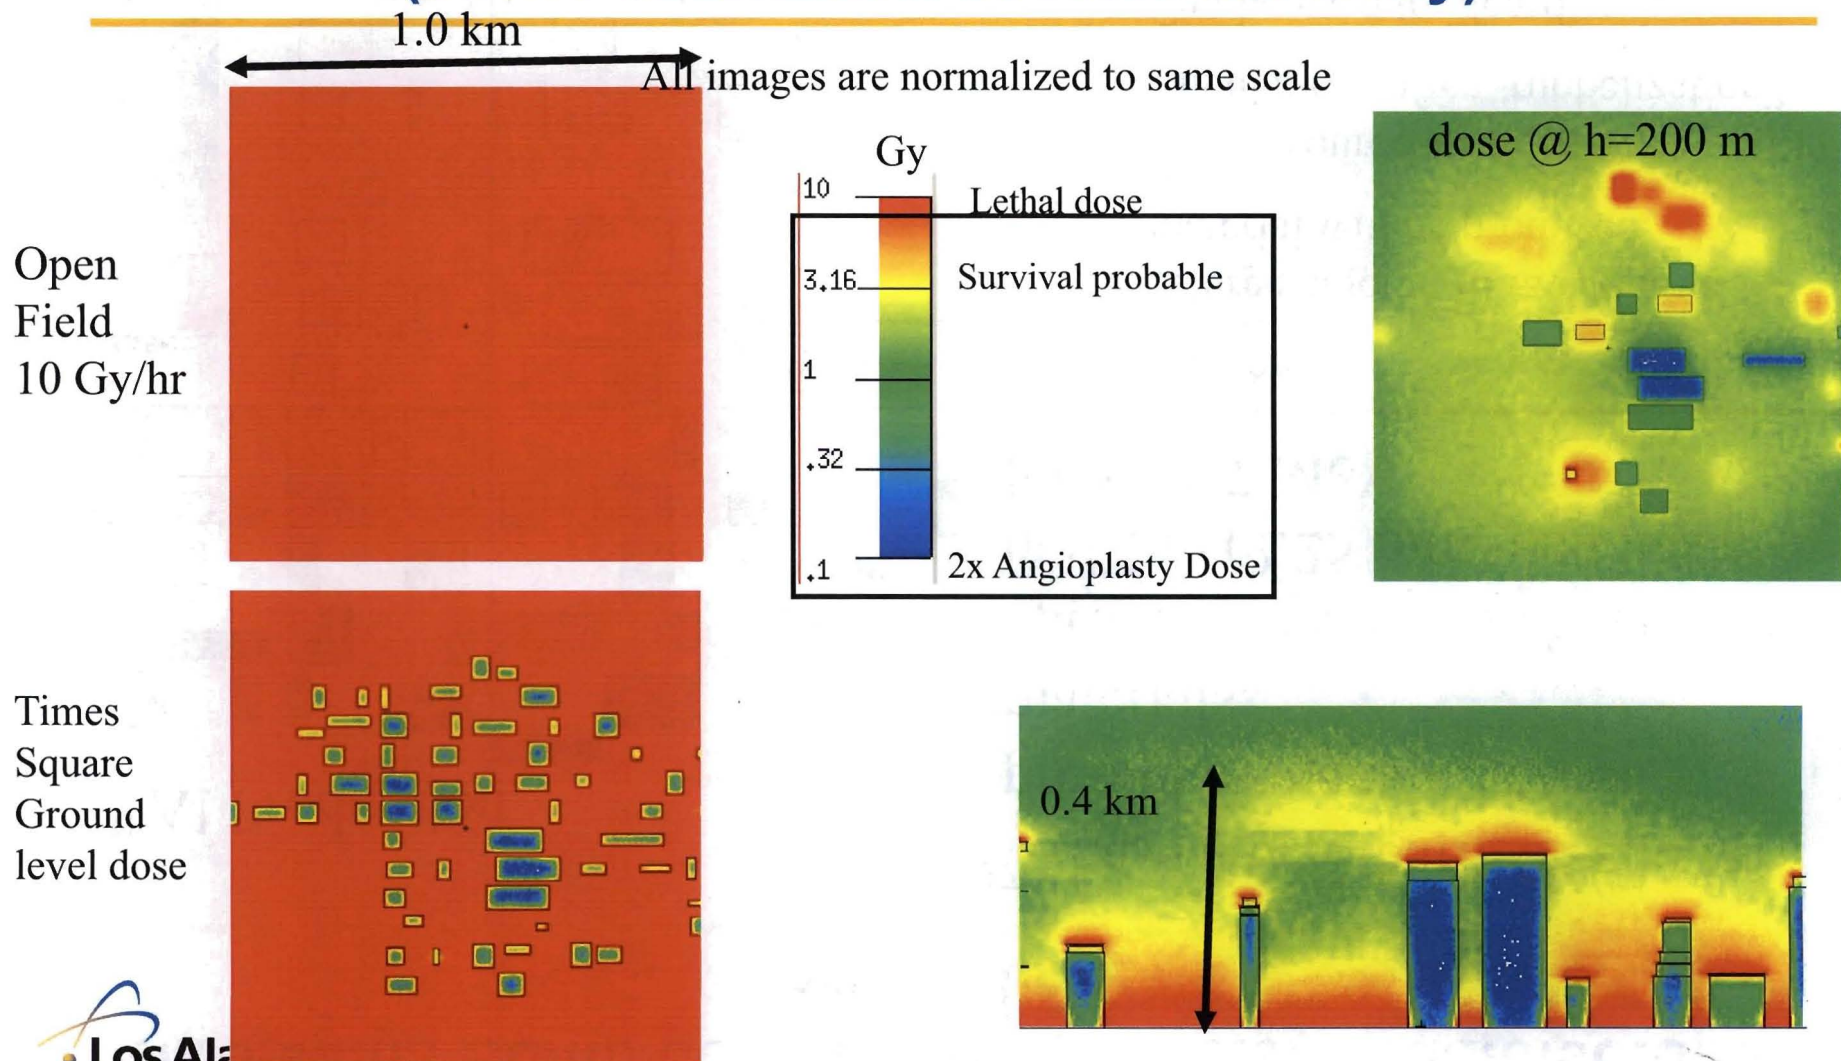 1.0 km
All images are normalized to same scale
Open
Field
10 Gy/hr
Gy
10
Lethal dose
3.16
Survival probable
1
.32
.1
2x Angioplasty Dose
dose @ h=200 m
Times
Square
Ground
level dose
0.4 km
Los Ala